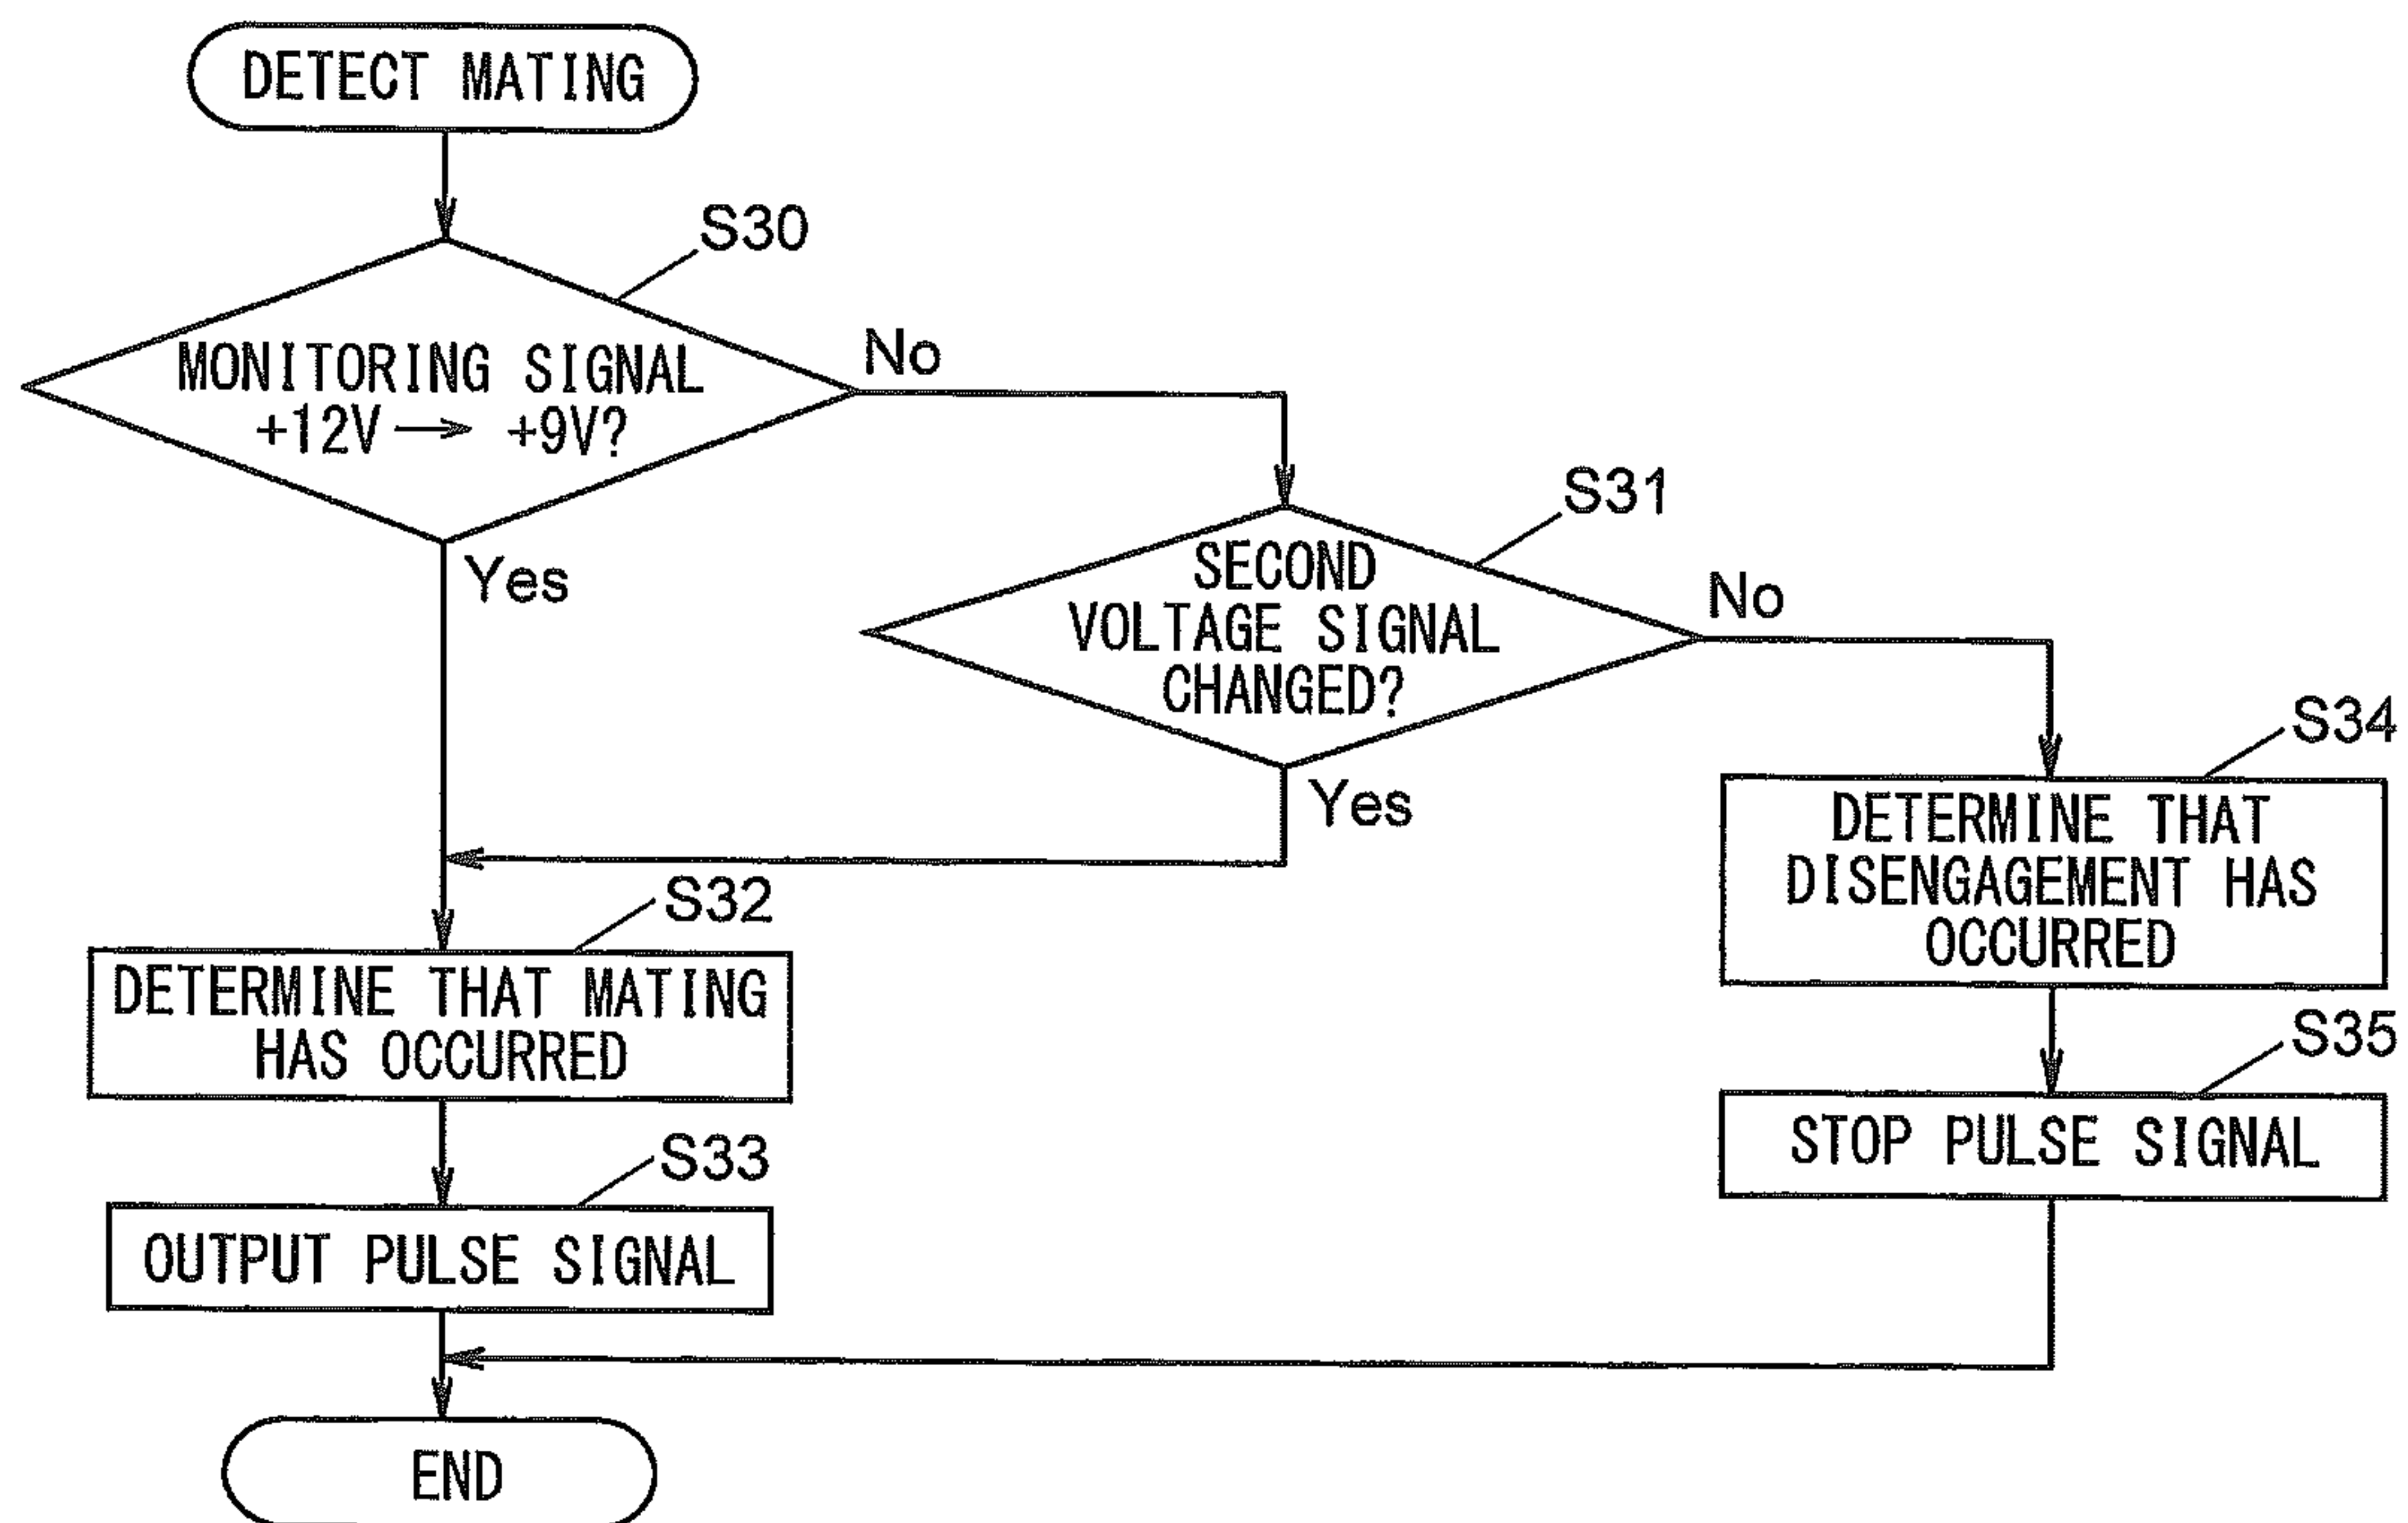 DETECT MATING
S30
MONITORING SIGNAL
+12V → +9V?
No
Yes
S31
SECOND
VOLTAGE SIGNAL
CHANGED?
No
Yes
S34
DETERMINE THAT
DISENGAGEMENT HAS
OCCURRED
S32
DETERMINE THAT MATING
HAS OCCURRED
S35
STOP PULSE SIGNAL
S33
OUTPUT PULSE SIGNAL
END